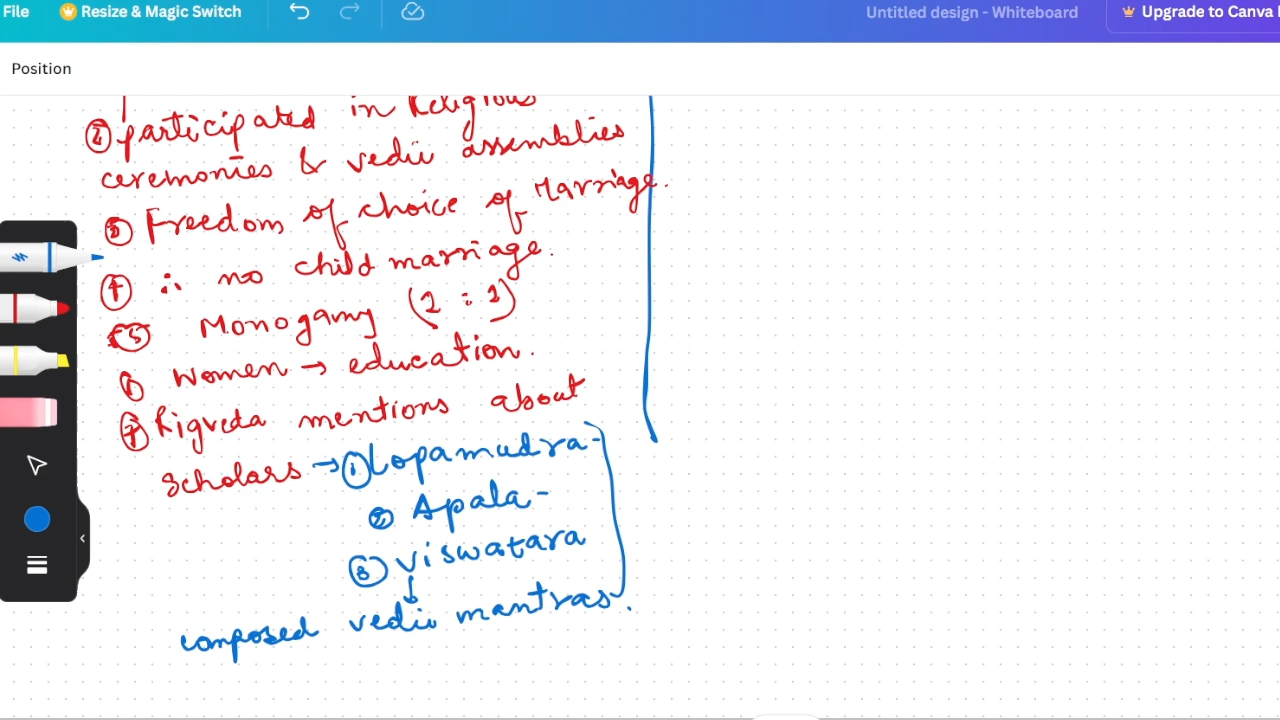 File Resize & Magic Switch Untitled design - Whiteboard Upgrade to Canva
Position
② participated in Religious
ceremonies & vedic assemblies
③ Freedom of choice of Marriage.
④ ∴ no child marriage.
⑤ Monogamy (1 : 1)
⑥ Women → education.
⑦ Rigveda mentions about
scholars → ① Lopamudra -
② Apala -
③ Viswatara
↓
composed vedic mantras.